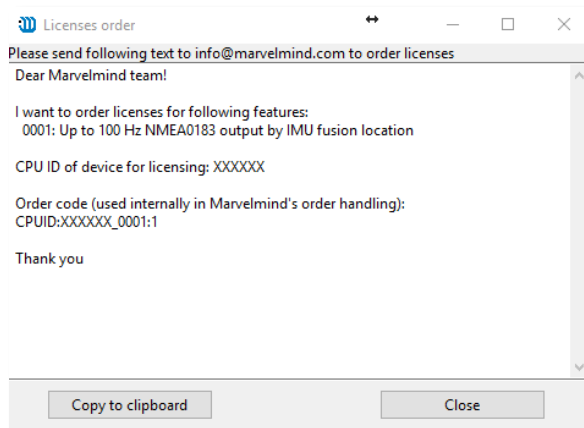 Licenses order
Please send following text to info@marvelmind.com to order licenses
Dear Marvelmind team!
I want to order licenses for following features:
0001: Up to 100 Hz NMEA0183 output by IMU fusion location
CPU ID of device for licensing: XXXXXX
Order code (used internally in Marvelmind's order handling):
CPUID:XXXXXX_0001:1
Thank you
Copy to clipboard
Close